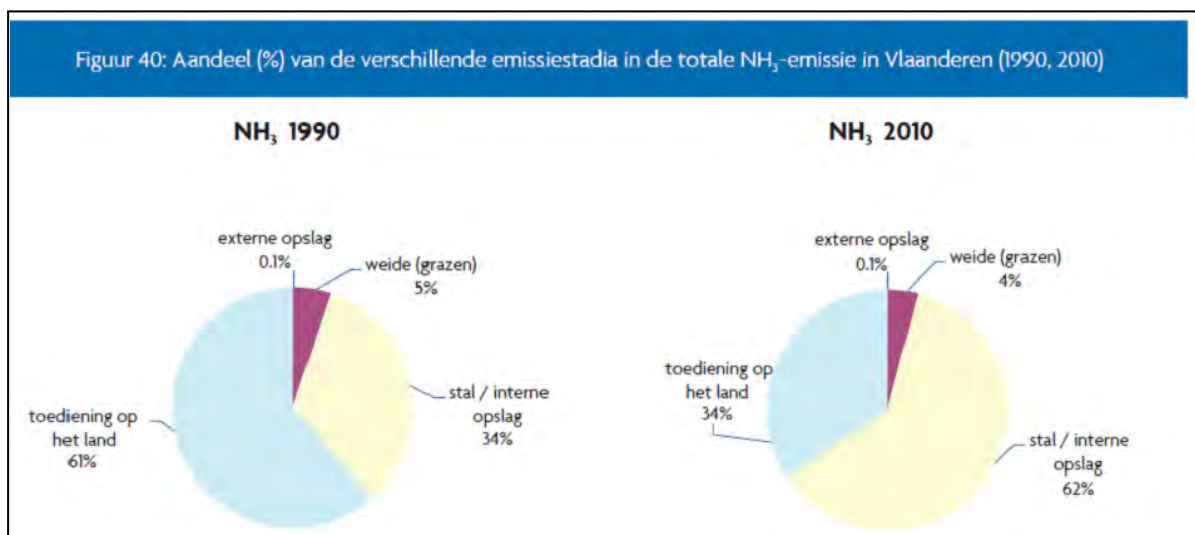 Figuur 40: Aandeel (%) van de verschillende emissiestadia in de totale NH₃-emissie in Vlaanderen (1990, 2010)
NH₃ 1990
externe opslag
0.1%
weide (grazen)
5%
stal / interne
opslag
34%
toediening op
het land
61%
NH₃ 2010
externe opslag
0.1%
weide (grazen)
4%
toediening op
het land
34%
stal / interne
opslag
62%